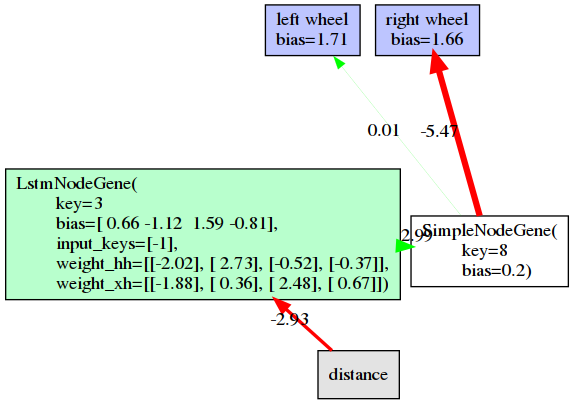 left wheel
bias=1.71
right wheel
bias=1.66
0.01
-5.47
LstmNodeGene(
key=3
bias=[ 0.66 -1.12 1.59 -0.81],
input_keys=[-1],
weight_hh=[[-2.02], [ 2.73], [-0.52], [-0.37]],
weight_xh=[[-1.88], [ 0.36], [ 2.48], [ 0.67]])
2.99
SimpleNodeGene(
key=8
bias=0.2)
-2.93
distance